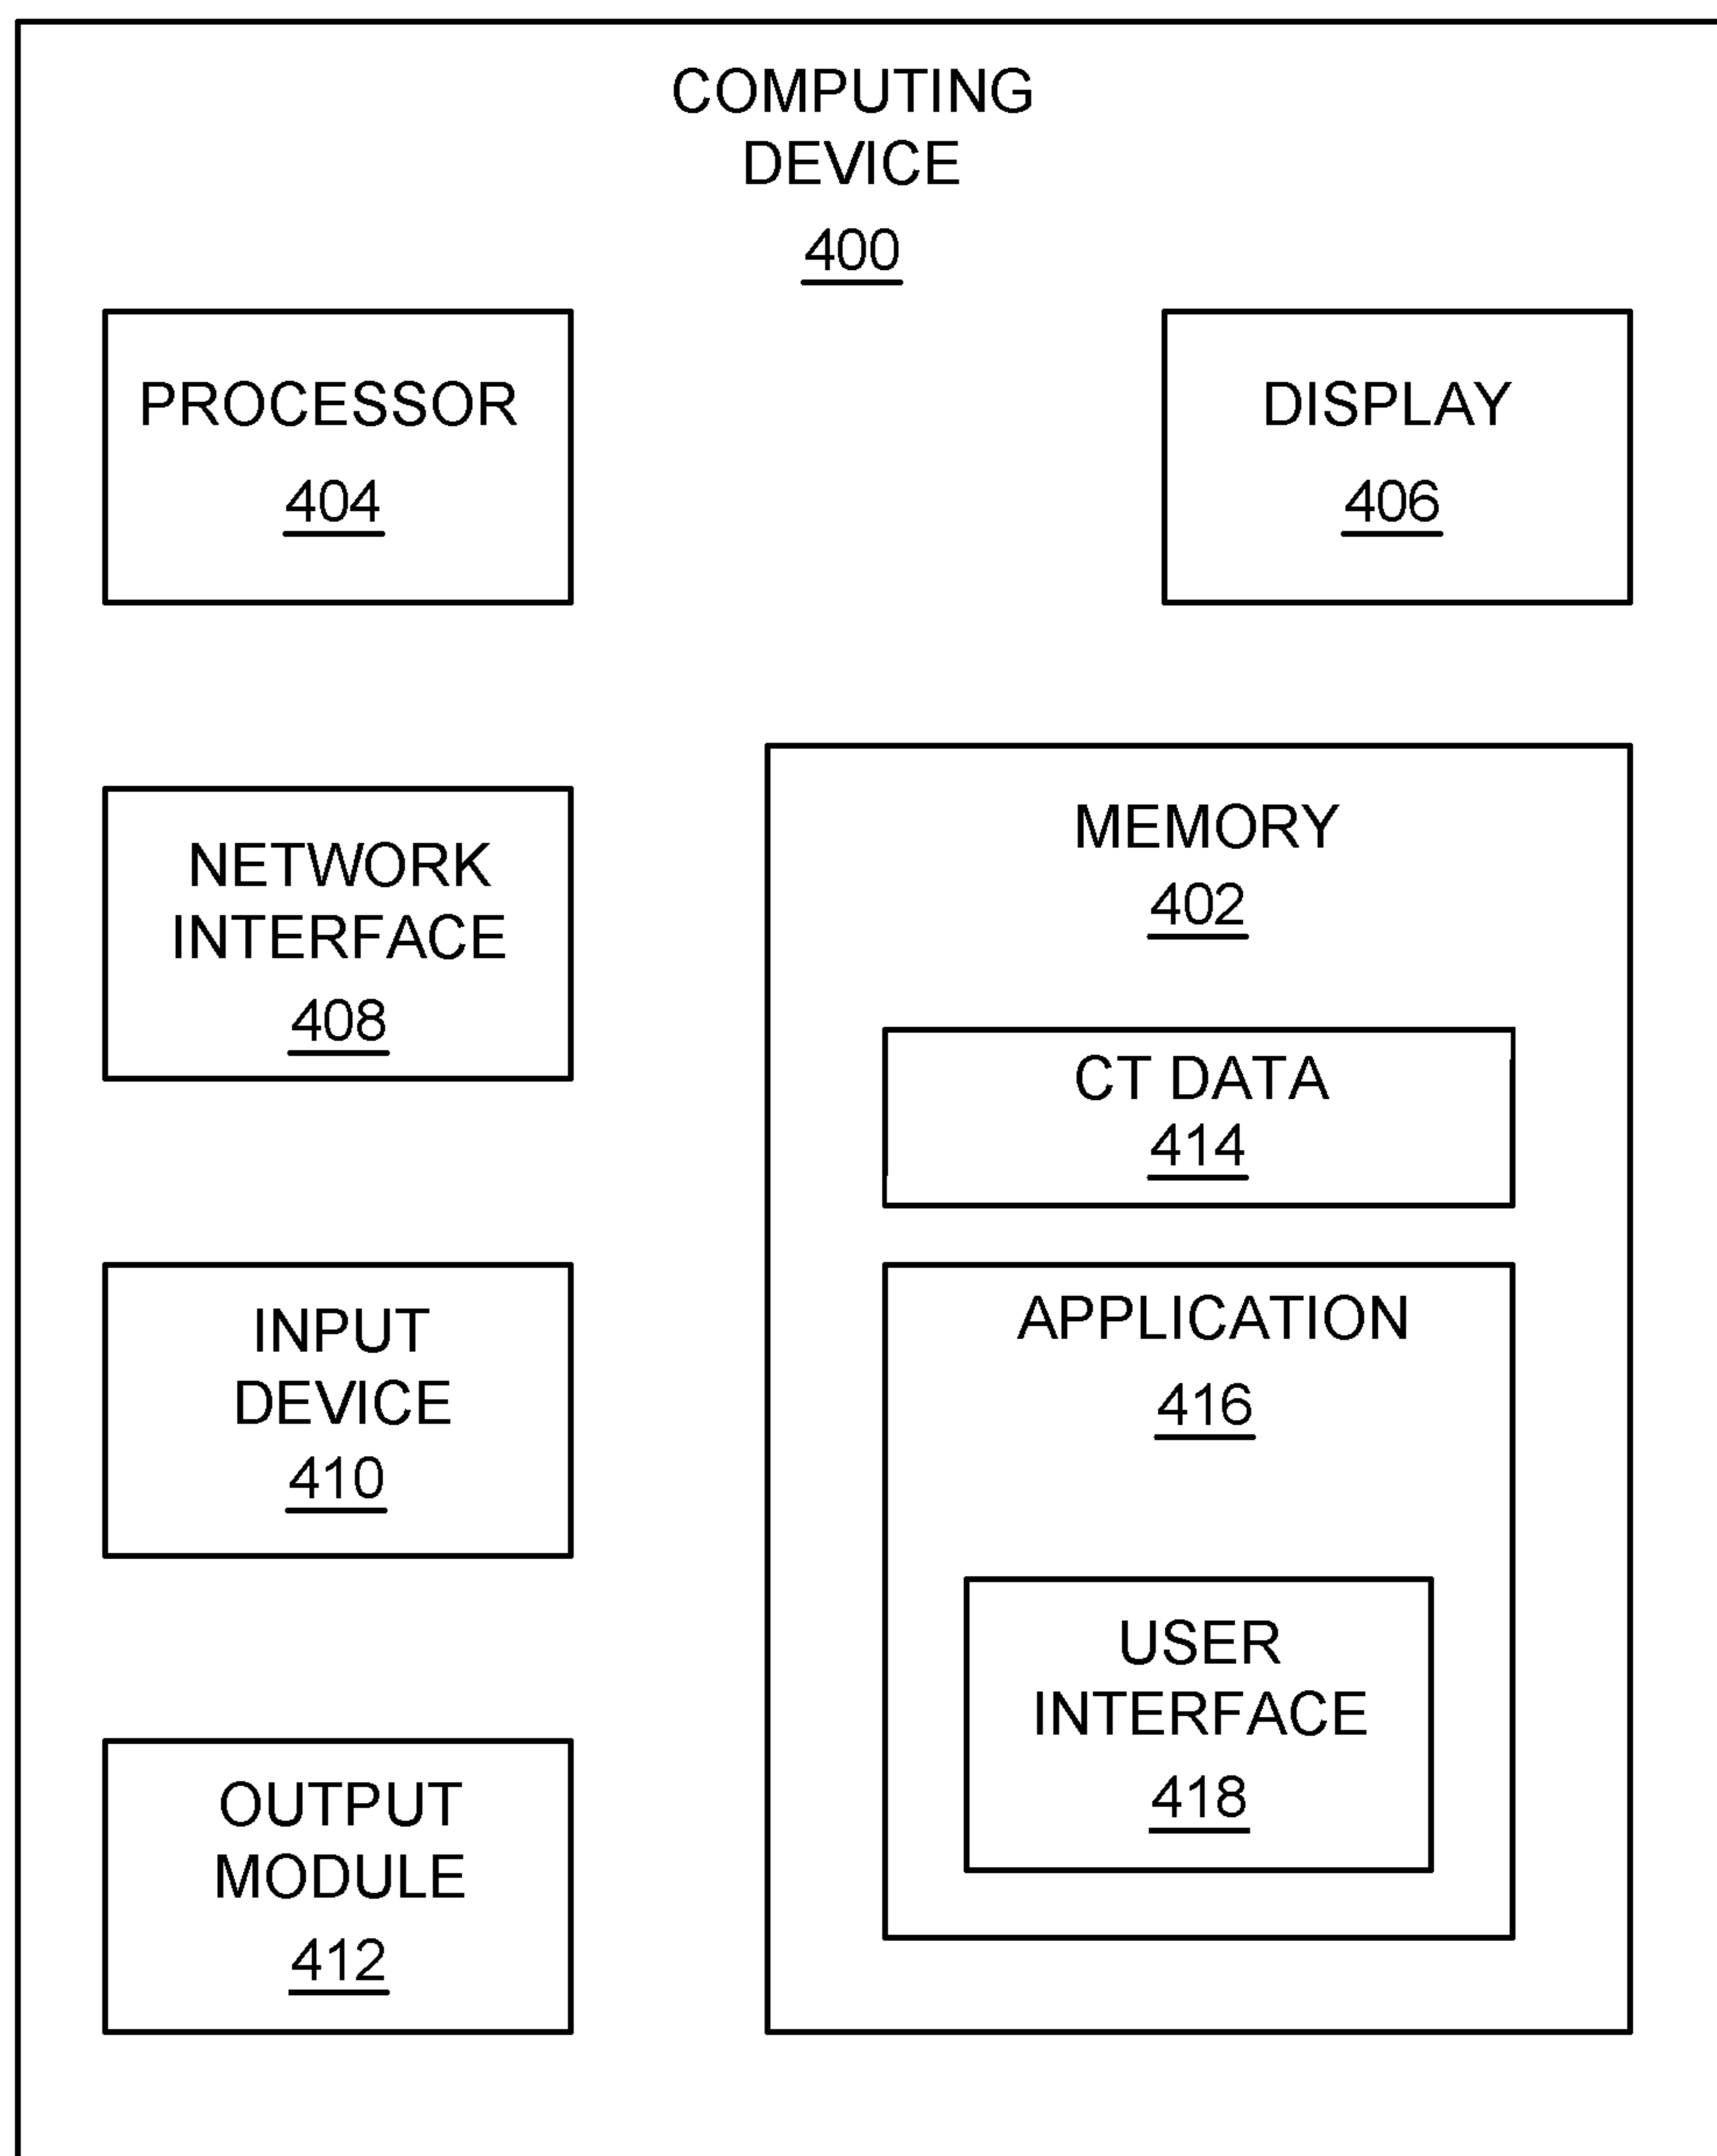 COMPUTING
DEVICE
400
PROCESSOR
404
DISPLAY
406
NETWORK
INTERFACE
408
MEMORY
402
CT DATA
414
INPUT
DEVICE
410
APPLICATION
416
USER
INTERFACE
418
OUTPUT
MODULE
412